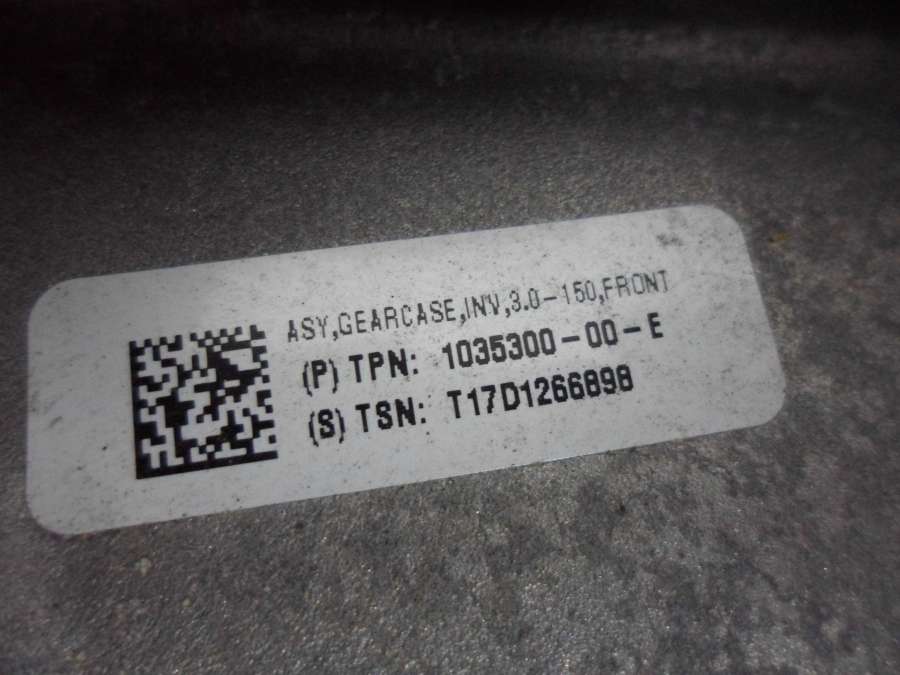 ASY,GEARCASE,INV,3.0-150,FRONT
(P) TPN: 1035300-00-E
(S) TSN: T17D1266898